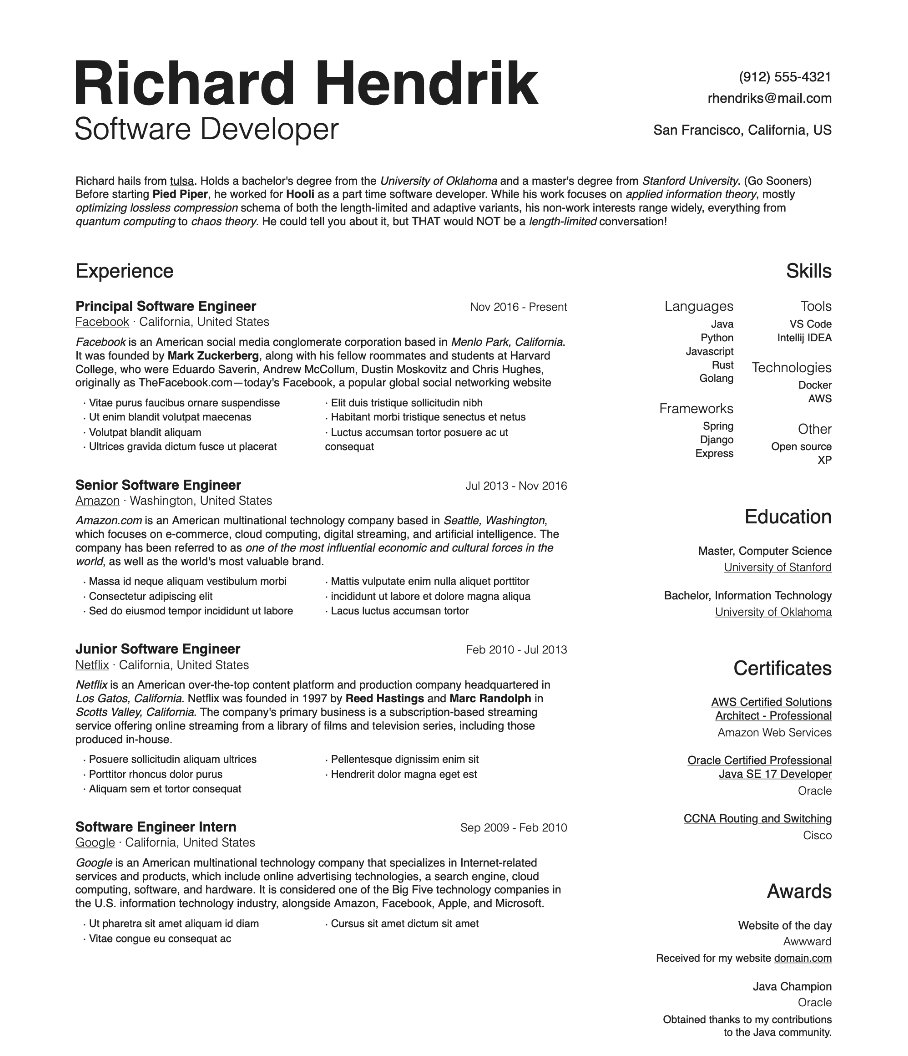 Richard Hendrik
Software Developer
(912) 555-4321
rhendriks@mail.com
San Francisco, California, US
Richard hails from tulsa. Holds a bachelor's degree from the University of Oklahoma and a master's degree from Stanford University. (Go Sooners)
Before starting Pied Piper, he worked for Hooli as a part time software developer. While his work focuses on applied information theory, mostly
optimizing lossless compression schema of both the length-limited and adaptive variants, his non-work interests range widely, everything from
quantum computing to chaos theory. He could tell you about it, but THAT would NOT be a length-limited conversation!
Experience
Principal Software Engineer
Nov 2016 - Present
Facebook · California, United States
Facebook is an American social media conglomerate corporation based in Menlo Park, California.
It was founded by Mark Zuckerberg, along with his fellow roommates and students at Harvard
College, who were Eduardo Saverin, Andrew McCollum, Dustin Moskovitz and Chris Hughes,
originally as TheFacebook.com—today's Facebook, a popular global social networking website
· Vitae purus faucibus ornare suspendisse
· Ut enim blandit volutpat maecenas
· Volutpat blandit aliquam
· Ultrices gravida dictum fusce ut placerat
· Elit duis tristique sollicitudin nibh
· Habitant morbi tristique senectus et netus
· Luctus accumsan tortor posuere ac ut
consequat
Senior Software Engineer
Jul 2013 - Nov 2016
Amazon · Washington, United States
Amazon.com is an American multinational technology company based in Seattle, Washington,
which focuses on e-commerce, cloud computing, digital streaming, and artificial intelligence. The
company has been referred to as one of the most influential economic and cultural forces in the
world, as well as the world's most valuable brand.
· Massa id neque aliquam vestibulum morbi
· Consectetur adipiscing elit
· Sed do eiusmod tempor incididunt ut labore
· Mattis vulputate enim nulla aliquet porttitor
· incididunt ut labore et dolore magna aliqua
· Lacus luctus accumsan tortor
Junior Software Engineer
Feb 2010 - Jul 2013
Netflix · California, United States
Netflix is an American over-the-top content platform and production company headquartered in
Los Gatos, California. Netflix was founded in 1997 by Reed Hastings and Marc Randolph in
Scotts Valley, California. The company's primary business is a subscription-based streaming
service offering online streaming from a library of films and television series, including those
produced in-house.
· Posuere sollicitudin aliquam ultrices
· Porttitor rhoncus dolor purus
· Aliquam sem et tortor consequat
· Pellentesque dignissim enim sit
· Hendrerit dolor magna eget est
Software Engineer Intern
Sep 2009 - Feb 2010
Google · California, United States
Google is an American multinational technology company that specializes in Internet-related
services and products, which include online advertising technologies, a search engine, cloud
computing, software, and hardware. It is considered one of the Big Five technology companies in
the U.S. information technology industry, alongside Amazon, Facebook, Apple, and Microsoft.
· Ut pharetra sit amet aliquam id diam
· Vitae congue eu consequat ac
· Cursus sit amet dictum sit amet
Skills
Languages
Java
Python
Javascript
Rust
Golang
Frameworks
Spring
Django
Express
Tools
VS Code
Intellij IDEA
Technologies
Docker
AWS
Other
Open source
XP
Education
Master, Computer Science
University of Stanford
Bachelor, Information Technology
University of Oklahoma
Certificates
AWS Certified Solutions
Architect - Professional
Amazon Web Services
Oracle Certified Professional
Java SE 17 Developer
Oracle
CCNA Routing and Switching
Cisco
Awards
Website of the day
Awwward
Received for my website domain.com
Java Champion
Oracle
Obtained thanks to my contributions
to the Java community.